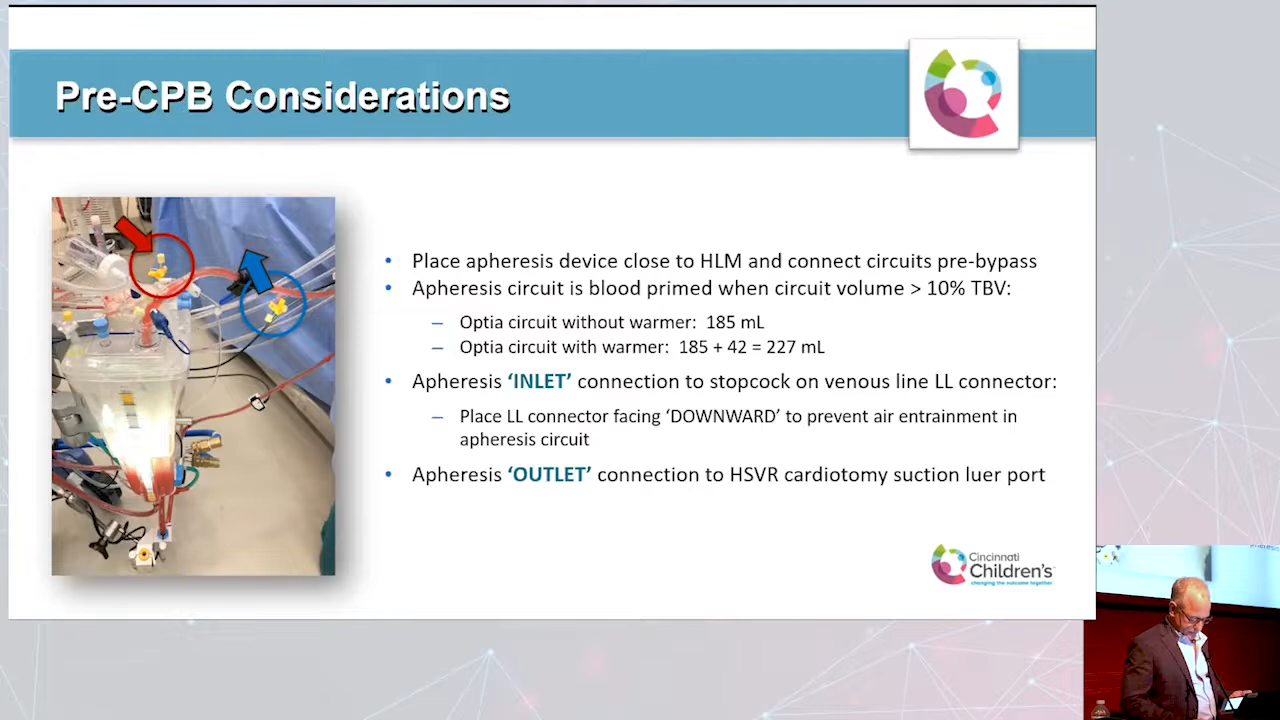 Pre-CPB Considerations
• Place apheresis device close to HLM and connect circuits pre-bypass
• Apheresis circuit is blood primed when circuit volume > 10% TBV:
– Optia circuit without warmer: 185 mL
– Optia circuit with warmer: 185 + 42 = 227 mL
• Apheresis ‘INLET’ connection to stopcock on venous line LL connector:
– Place LL connector facing ‘DOWNWARD’ to prevent air entrainment in
apheresis circuit
• Apheresis ‘OUTLET’ connection to HSVR cardiotomy suction luer port
Cincinnati
Children's
changing the outcome together